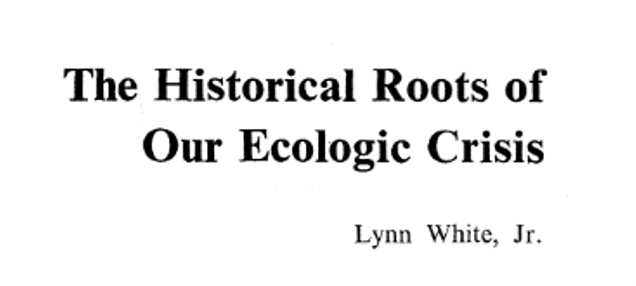 The Historical Roots of
Our Ecologic Crisis
Lynn White, Jr.